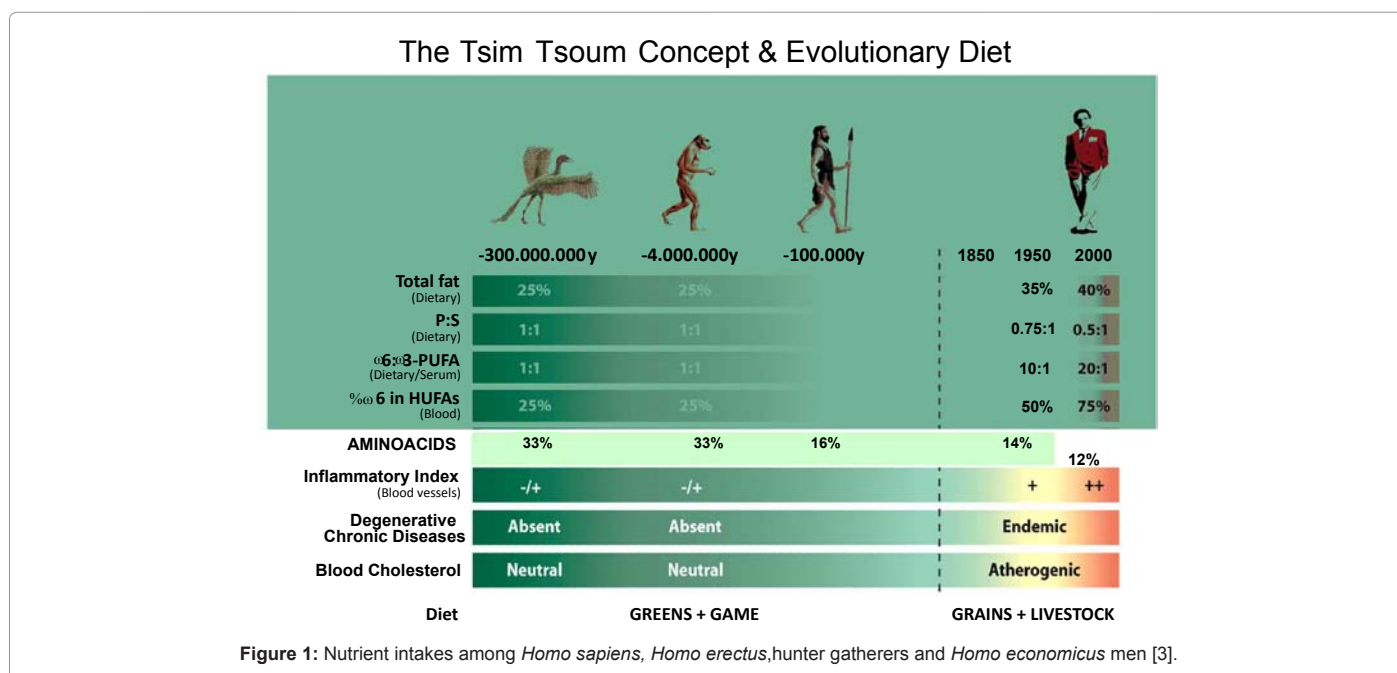 The Tsim Tsoum Concept & Evolutionary Diet
-300.000.000y -4.000.000y -100.000y 1850 1950 2000
Total fat 25% 25% 35% 40%
(Dietary)
P:S 1:1 1:1 0.75:1 0.5:1
(Dietary)
ω6:ω3-PUFA 1:1 1:1 10:1 20:1
(Dietary/Serum)
%ω6 in HUFAs 25% 25% 50% 75%
(Blood)
AMINOACIDS 33% 33% 16% 14%
12%
Inflammatory Index -/+ -/+ + ++
(Blood vessels)
Degenerative
Chronic Diseases Absent Absent Endemic
Blood Cholesterol Neutral Neutral Atherogenic
Diet GREENS + GAME GRAINS + LIVESTOCK
Figure 1: Nutrient intakes among Homo sapiens, Homo erectus,hunter gatherers and Homo economicus men [3].